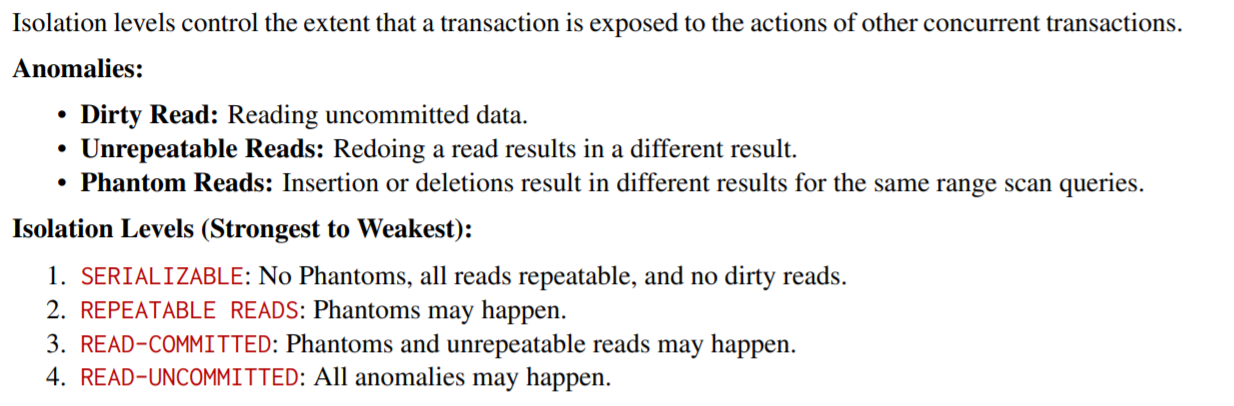 Isolation levels control the extent that a transaction is exposed to the actions of other concurrent transactions.
Anomalies:
• Dirty Read: Reading uncommitted data.
• Unrepeatable Reads: Redoing a read results in a different result.
• Phantom Reads: Insertion or deletions result in different results for the same range scan queries.
Isolation Levels (Strongest to Weakest):
1. SERIALIZABLE: No Phantoms, all reads repeatable, and no dirty reads.
2. REPEATABLE READS: Phantoms may happen.
3. READ-COMMITTED: Phantoms and unrepeatable reads may happen.
4. READ-UNCOMMITTED: All anomalies may happen.